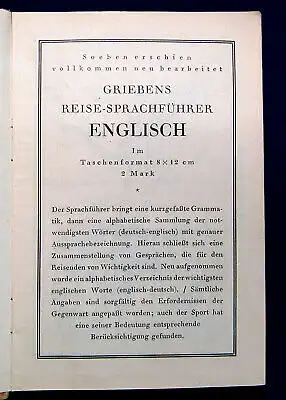 Soeben erschien
vollkommen neu bearbeitet
GRIEBENS
REISE-SPRACHFÜHRER
ENGLISCH
Im
Taschenformat 8×12 cm
2 Mark
*
Der Sprachführer bringt eine kurzgefaßte Gramma-
tik, dann eine alphabetische Sammlung der not-
wendigsten Wörter (deutsch-englisch) mit genauer
Aussprachebezeichnung. Hieran schließt sich eine
Zusammenstellung von Gesprächen, die für den
Reisenden von Wichtigkeit sind. Neu aufgenommen
wurde ein alphabetisches Verzeichnis der wichtigsten
englischen Worte (englisch-deutsch). / Sämtliche
Angaben sind sorgfältig den Erfordernissen der
Gegenwart angepaßt worden; auch der Sport hat
eine seiner Bedeutung entsprechende
Berücksichtigung gefunden.